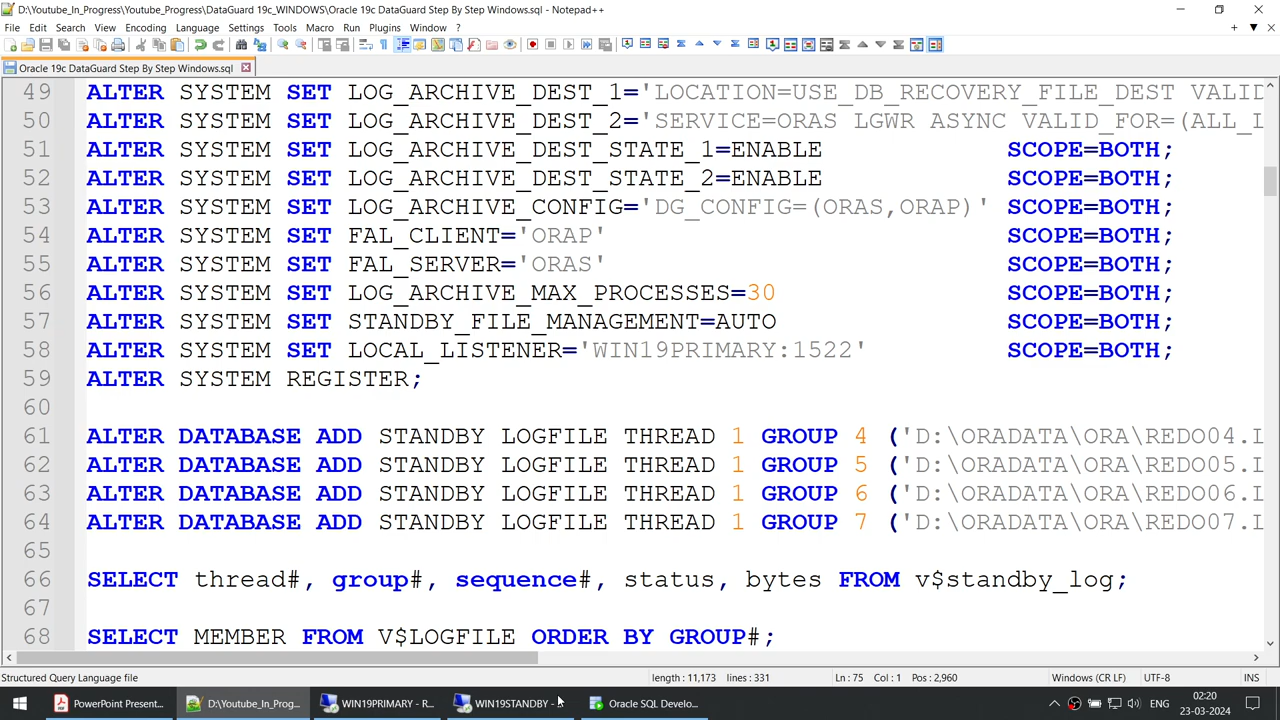 D:\Youtube_In_Progress\Youtube_Progress\DataGuard 19c_WINDOWS\Oracle 19c DataGuard Step By Step Windows.sql - Notepad++
File Edit Search View Encoding Language Settings Tools Macro Run Plugins Window ?
Oracle 19c DataGuard Step By Step Windows.sql
49 ALTER SYSTEM SET LOG_ARCHIVE_DEST_1='LOCATION=USE_DB_RECOVERY_FILE_DEST VALID
50 ALTER SYSTEM SET LOG_ARCHIVE_DEST_2='SERVICE=ORAS LGWR ASYNC VALID_FOR=(ALL_L
51 ALTER SYSTEM SET LOG_ARCHIVE_DEST_STATE_1=ENABLE SCOPE=BOTH;
52 ALTER SYSTEM SET LOG_ARCHIVE_DEST_STATE_2=ENABLE SCOPE=BOTH;
53 ALTER SYSTEM SET LOG_ARCHIVE_CONFIG='DG_CONFIG=(ORAS,ORAP)' SCOPE=BOTH;
54 ALTER SYSTEM SET FAL_CLIENT='ORAP' SCOPE=BOTH;
55 ALTER SYSTEM SET FAL_SERVER='ORAS' SCOPE=BOTH;
56 ALTER SYSTEM SET LOG_ARCHIVE_MAX_PROCESSES=30 SCOPE=BOTH;
57 ALTER SYSTEM SET STANDBY_FILE_MANAGEMENT=AUTO SCOPE=BOTH;
58 ALTER SYSTEM SET LOCAL_LISTENER='WIN19PRIMARY:1522' SCOPE=BOTH;
59 ALTER SYSTEM REGISTER;
60
61 ALTER DATABASE ADD STANDBY LOGFILE THREAD 1 GROUP 4 ('D:\ORADATA\ORA\REDO04.L
62 ALTER DATABASE ADD STANDBY LOGFILE THREAD 1 GROUP 5 ('D:\ORADATA\ORA\REDO05.L
63 ALTER DATABASE ADD STANDBY LOGFILE THREAD 1 GROUP 6 ('D:\ORADATA\ORA\REDO06.L
64 ALTER DATABASE ADD STANDBY LOGFILE THREAD 1 GROUP 7 ('D:\ORADATA\ORA\REDO07.L
65
66 SELECT thread#, group#, sequence#, status, bytes FROM v$standby_log;
67
68 SELECT MEMBER FROM V$LOGFILE ORDER BY GROUP#;
Structured Query Language file length : 11,173 lines : 331 Ln : 75 Col : 1 Pos : 2,960 Windows (CR LF) UTF-8 INS
PowerPoint Present... D:\Youtube_In_Prog... WIN19PRIMARY - R... WIN19STANDBY - Oracle SQL Develo... ENG 02:20
23-03-2024